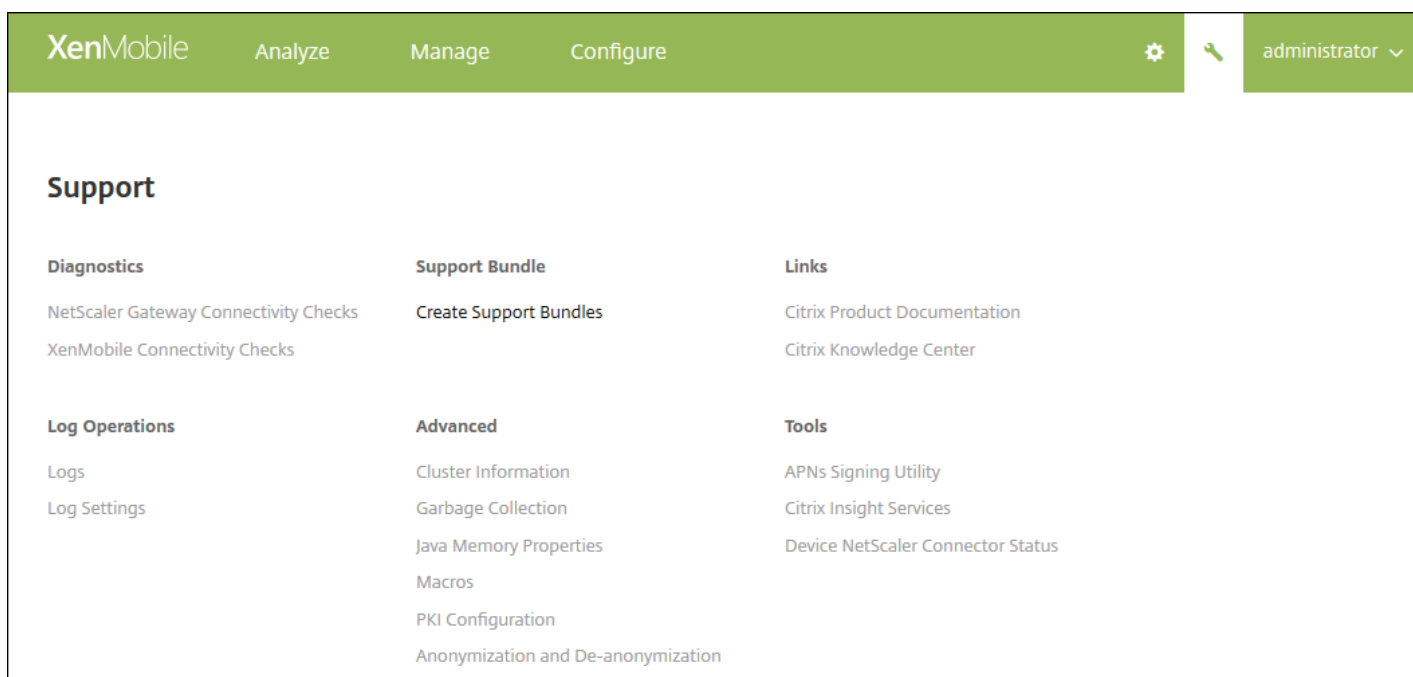 XenMobile Analyze Manage Configure administrator
Support
Diagnostics
NetScaler Gateway Connectivity Checks
XenMobile Connectivity Checks
Support Bundle
Create Support Bundles
Links
Citrix Product Documentation
Citrix Knowledge Center
Log Operations
Logs
Log Settings
Advanced
Cluster Information
Garbage Collection
Java Memory Properties
Macros
PKI Configuration
Anonymization and De-anonymization
Tools
APNs Signing Utility
Citrix Insight Services
Device NetScaler Connector Status